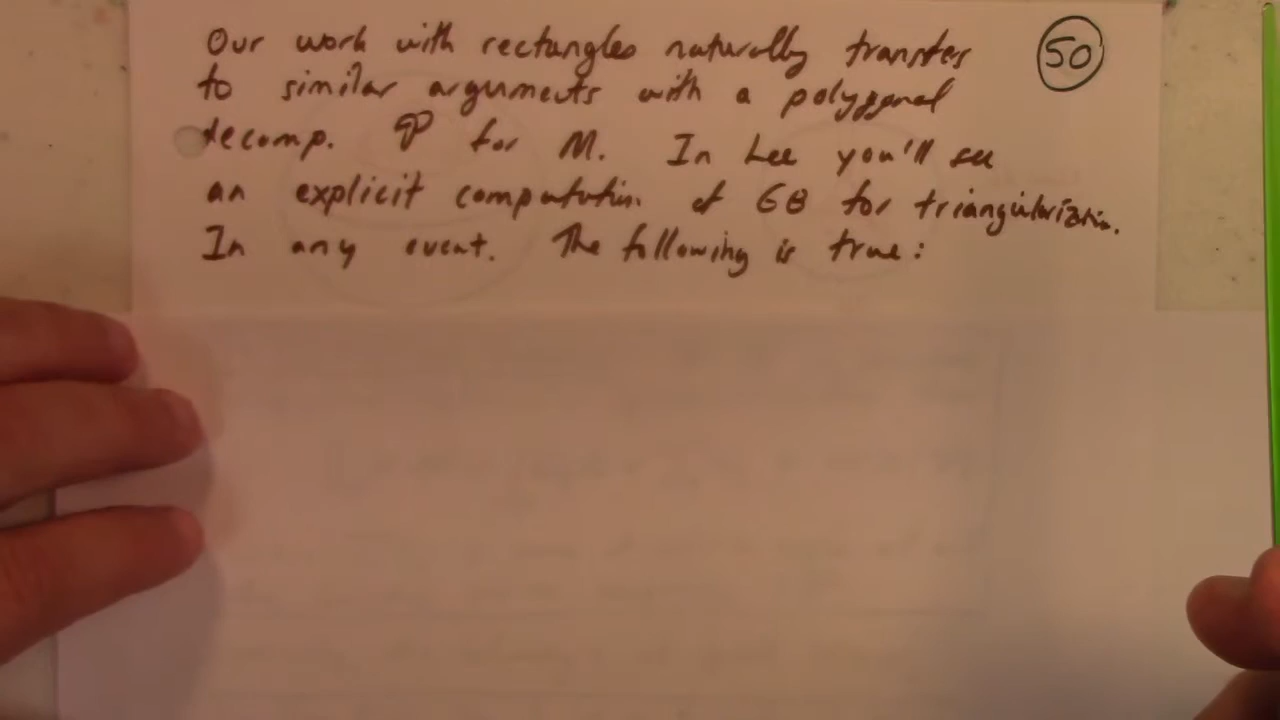 Our work with rectangles naturally transfers
50
to similar arguments with a polygonal
decomp. P for M. In Lee you'll see
an explicit computation of GB for triangularization.
In any event. The following is true: